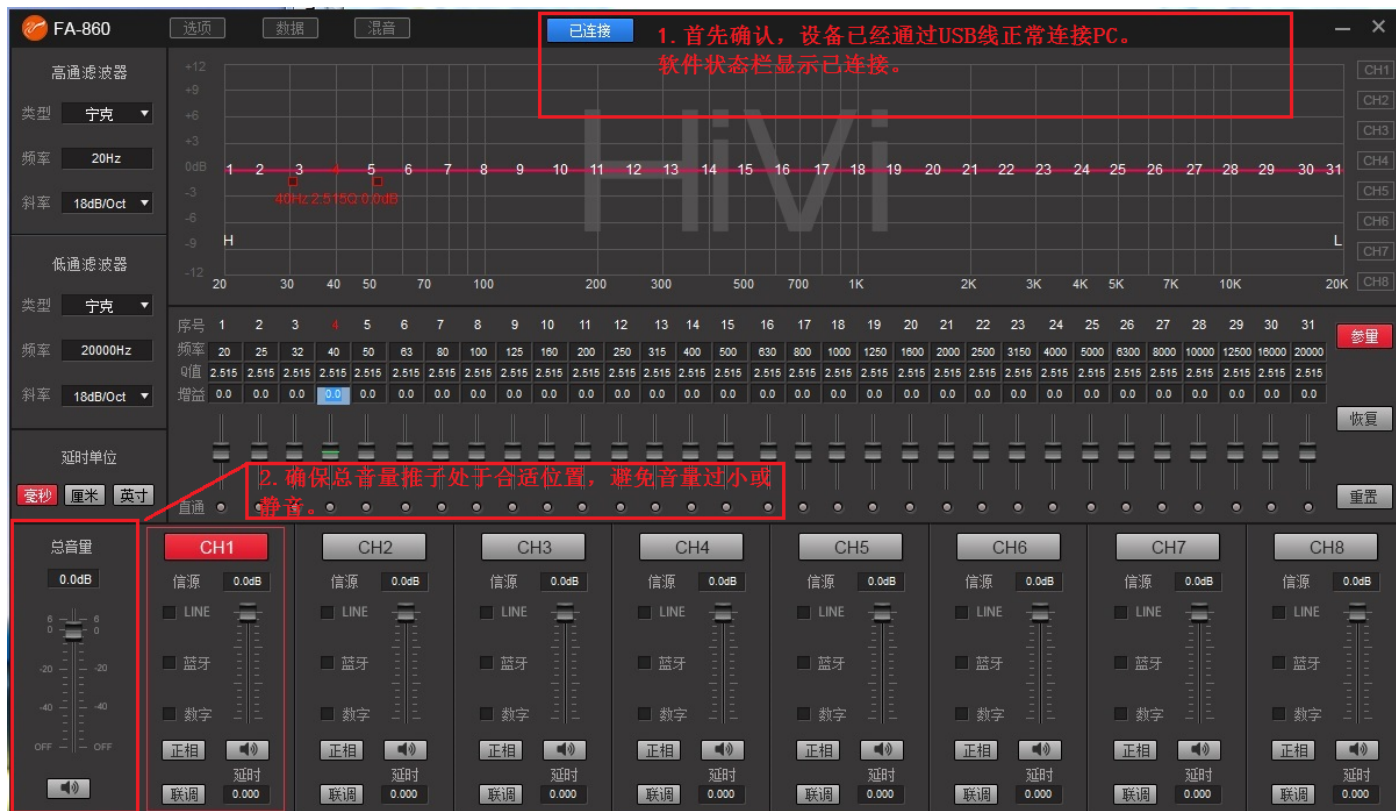 FA-860 选项 数据 混音 已连接
1. 首先确认，设备已经通过USB线正常连接PC。
软件状态栏显示已连接。
高通滤波器
类型 宁克
频率 20Hz
斜率 18dB/Oct
低通滤波器
类型 宁克
频率 20000Hz
斜率 18dB/Oct
延时单位
毫秒 厘米 英寸
+12
+9
+6
+3
0dB
-3
-6
-9
-12
HiVi
1 2 3 4 5 6 7 8 9 10 11 12 13 14 15 16 17 18 19 20 21 22 23 24 25 26 27 28 29 30 31
40Hz 2.515Q 0.0dB
H L
20 30 40 50 70 100 200 300 500 700 1K 2K 3K 4K 5K 7K 10K 20K
CH1
CH2
CH3
CH4
CH5
CH6
CH7
CH8
序号 1 2 3 4 5 6 7 8 9 10 11 12 13 14 15 16 17 18 19 20 21 22 23 24 25 26 27 28 29 30 31
频率 20 25 32 40 50 63 80 100 125 160 200 250 315 400 500 630 800 1000 1250 1600 2000 2500 3150 4000 5000 6300 8000 10000 12500 16000 20000
Q值 2.515 2.515 2.515 2.515 2.515 2.515 2.515 2.515 2.515 2.515 2.515 2.515 2.515 2.515 2.515 2.515 2.515 2.515 2.515 2.515 2.515 2.515 2.515 2.515 2.515 2.515 2.515 2.515 2.515 2.515 2.515
增益 0.0 0.0 0.0 0.0 0.0 0.0 0.0 0.0 0.0 0.0 0.0 0.0 0.0 0.0 0.0 0.0 0.0 0.0 0.0 0.0 0.0 0.0 0.0 0.0 0.0 0.0 0.0 0.0 0.0 0.0 0.0
参量
恢复
重置
2. 确保总音量推子处于合适位置，避免音量过小或
静音。
直通
总音量
0.0dB
6 6
0 0
-20 -20
-40 -40
OFF OFF
CH1 CH2 CH3 CH4 CH5 CH6 CH7 CH8
信源 0.0dB 信源 0.0dB 信源 0.0dB 信源 0.0dB 信源 0.0dB 信源 0.0dB 信源 0.0dB 信源 0.0dB
LINE LINE LINE LINE LINE LINE LINE LINE
蓝牙 蓝牙 蓝牙 蓝牙 蓝牙 蓝牙 蓝牙 蓝牙
数字 数字 数字 数字 数字 数字 数字 数字
正相 正相 正相 正相 正相 正相 正相 正相
延时 延时 延时 延时 延时 延时 延时 延时
联调 0.000 联调 0.000 联调 0.000 联调 0.000 联调 0.000 联调 0.000 联调 0.000 联调 0.000